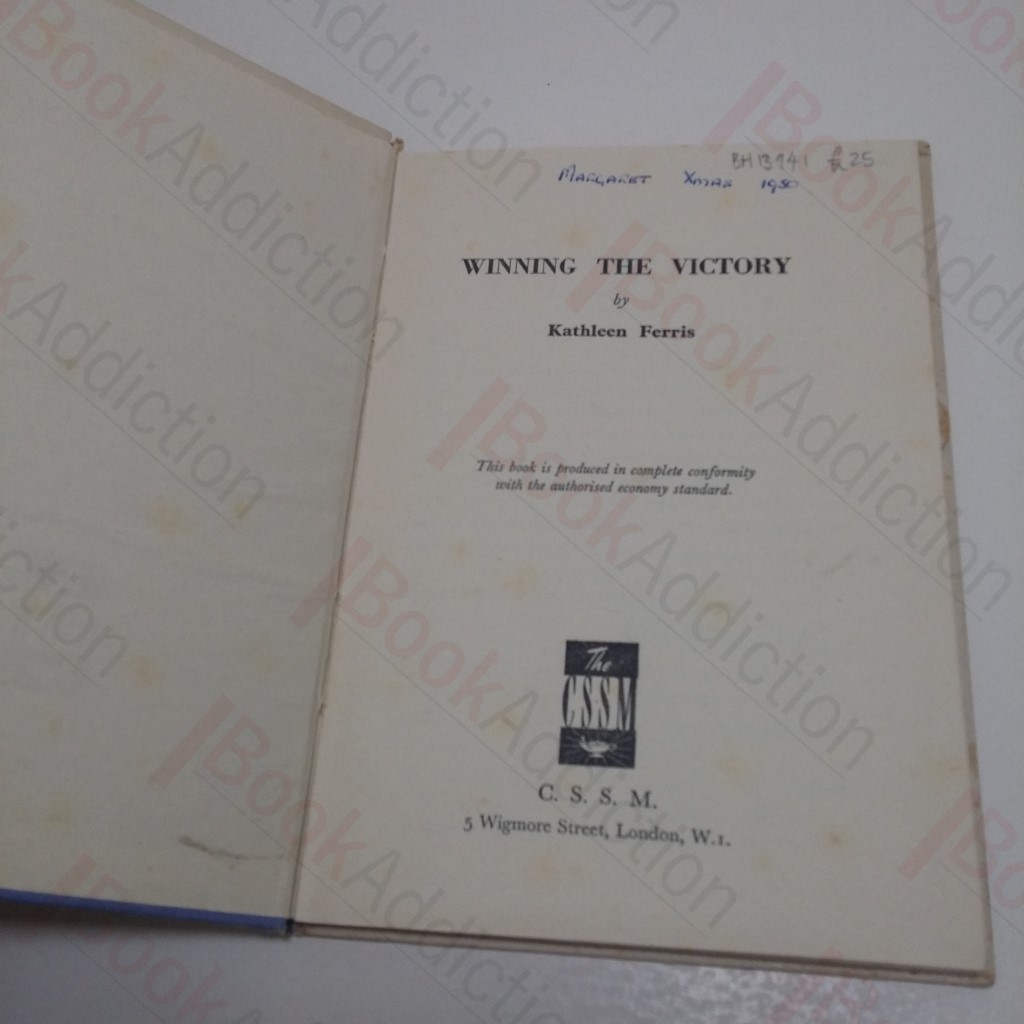 BH13941 £25
MARGARET XMAS 1950
WINNING THE VICTORY
by
Kathleen Ferris
This book is produced in complete conformity
with the authorised economy standard.
The
CSSM
C. S. S. M.
5 Wigmore Street, London, W.1.
BookAddiction